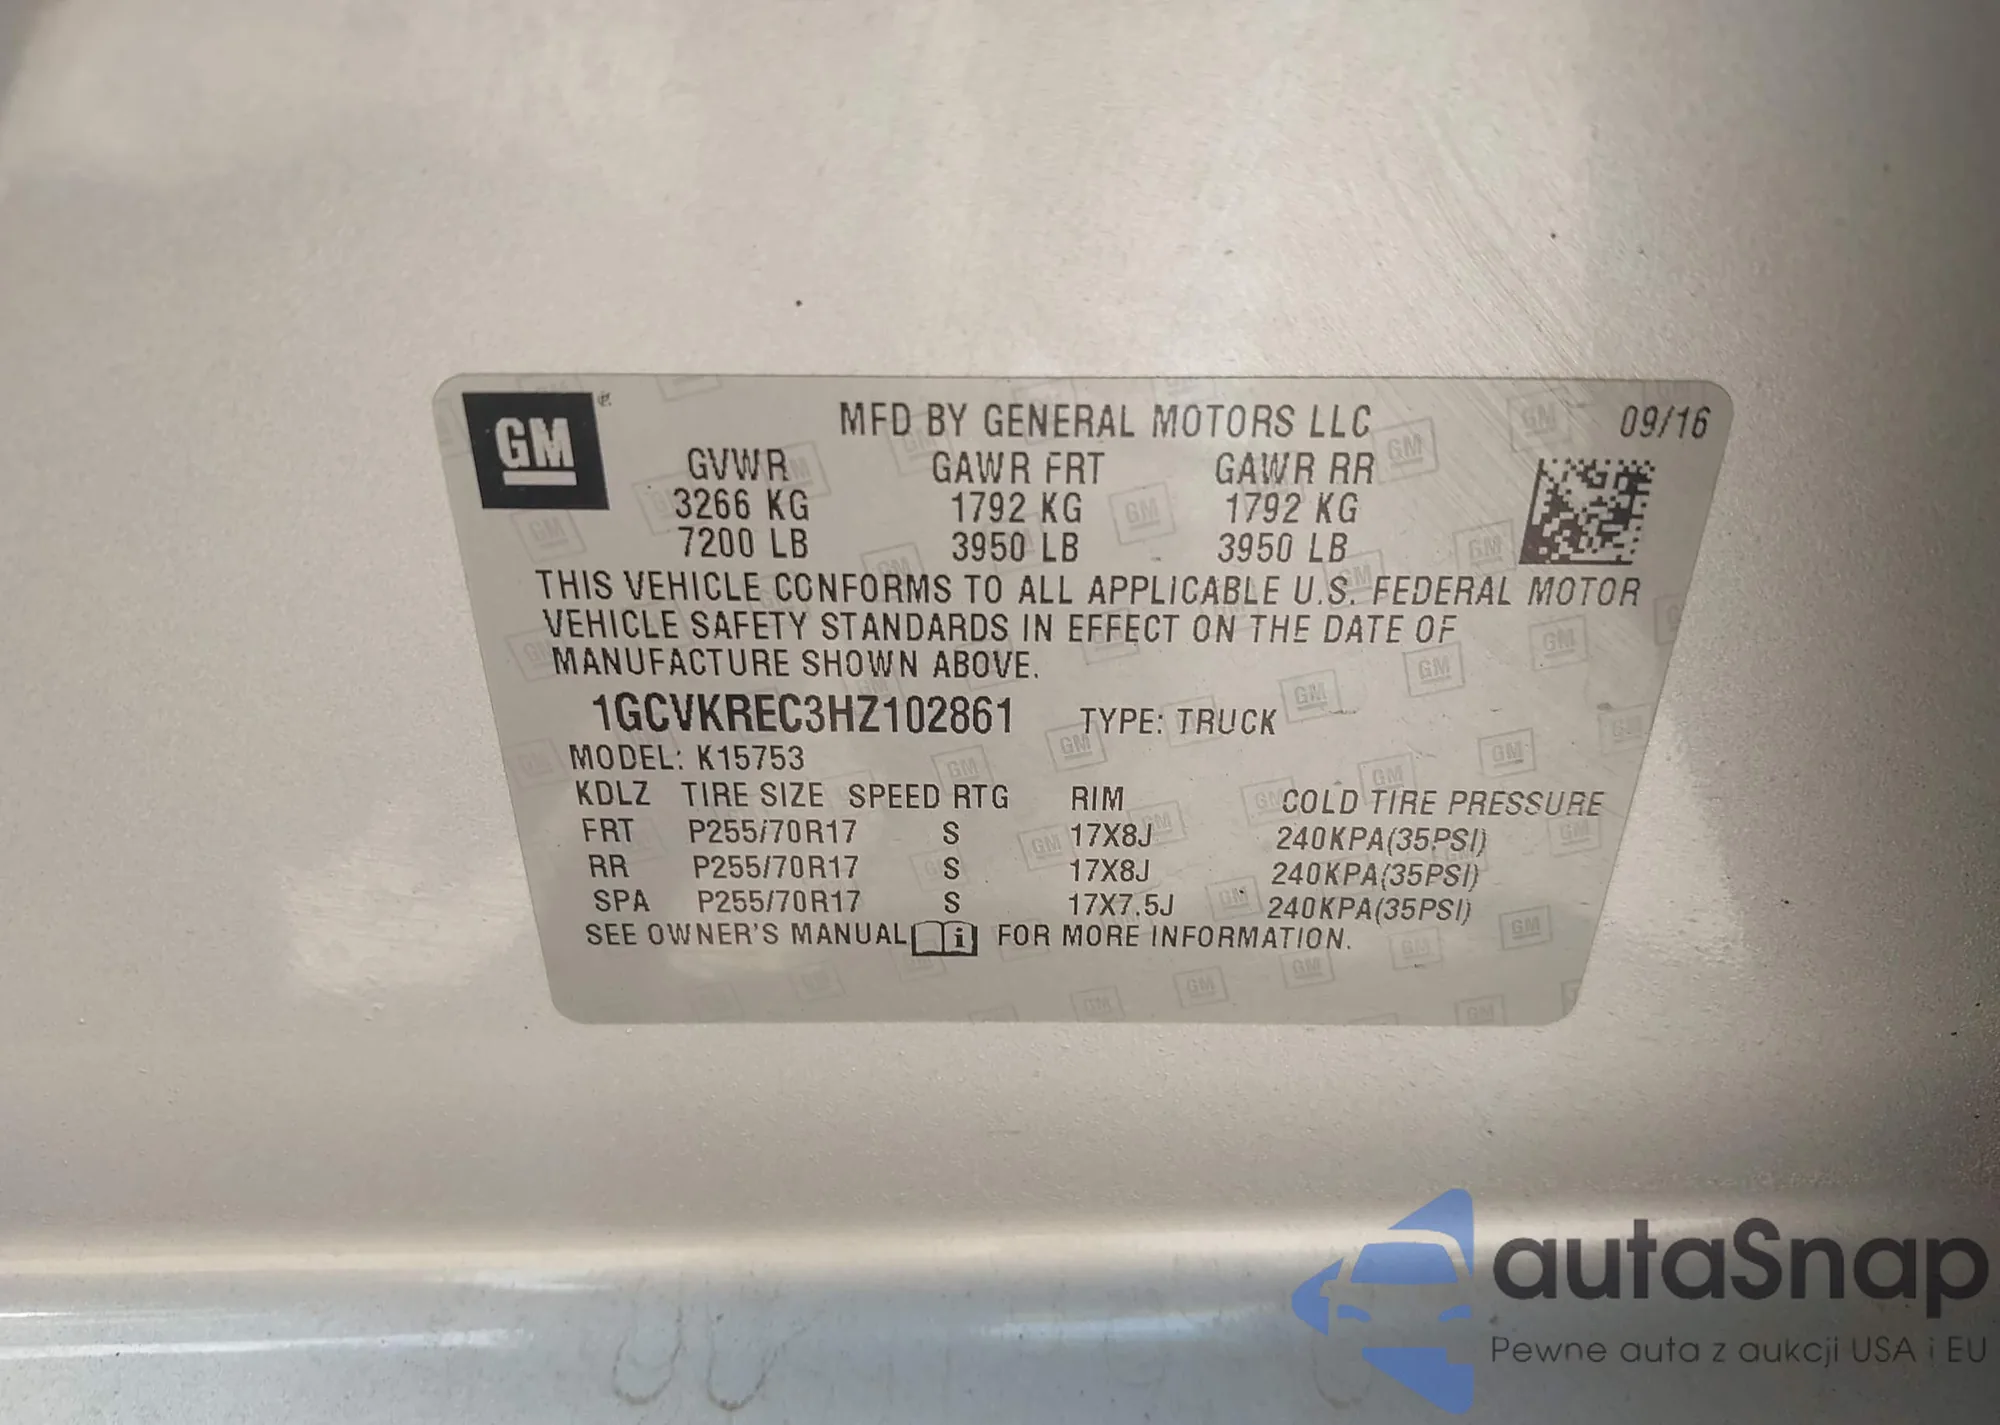 GM
MFD BY GENERAL MOTORS LLC 09/16
GVWR GAWR FRT GAWR RR
3266 KG 1792 KG 1792 KG
7200 LB 3950 LB 3950 LB
THIS VEHICLE CONFORMS TO ALL APPLICABLE U.S. FEDERAL MOTOR
VEHICLE SAFETY STANDARDS IN EFFECT ON THE DATE OF
MANUFACTURE SHOWN ABOVE.
1GCVKREC3HZ102861 TYPE: TRUCK
MODEL: K15753
KDLZ TIRE SIZE SPEED RTG RIM COLD TIRE PRESSURE
FRT P255/70R17 S 17X8J 240KPA(35PSI)
RR P255/70R17 S 17X8J 240KPA(35PSI)
SPA P255/70R17 S 17X7.5J 240KPA(35PSI)
SEE OWNER'S MANUAL i FOR MORE INFORMATION.
autaSnap
Pewne auta z aukcji USA i EU